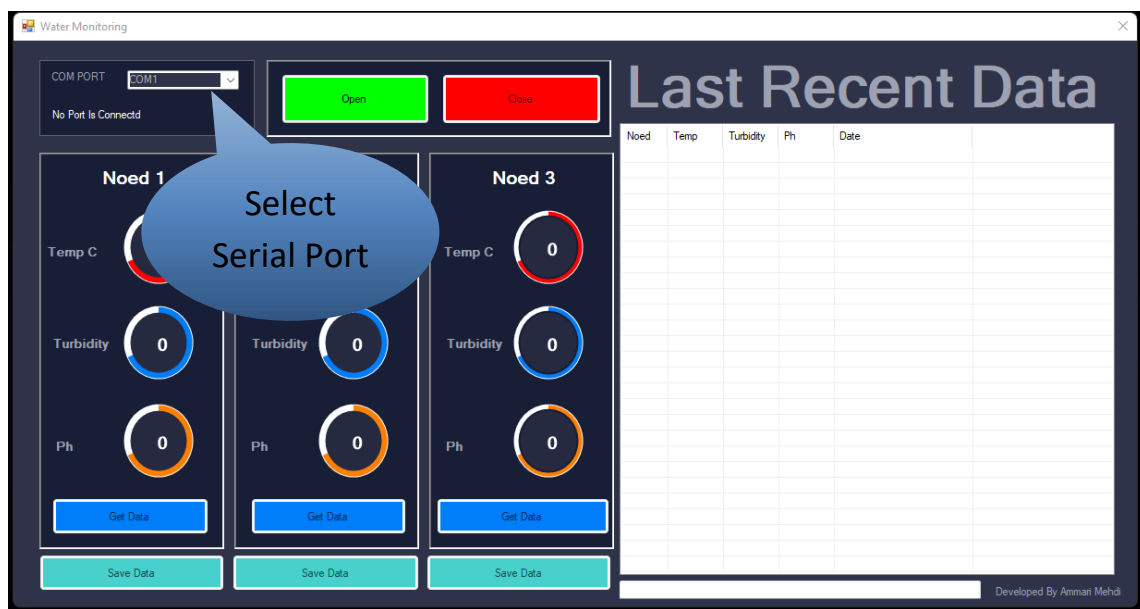 Water Monitoring
COM PORT
COM1
No Port Is Connectd
Open
Close
Last Recent Data
Noed Temp Turbidity Ph Date
Select
Serial Port
Noed 1
Temp C
Turbidity
0
Ph
0
Get Data
Save Data
Turbidity
0
Ph
0
Get Data
Save Data
Noed 3
Temp C
0
Turbidity
0
Ph
0
Get Data
Save Data
Developed By Ammari Mehdi